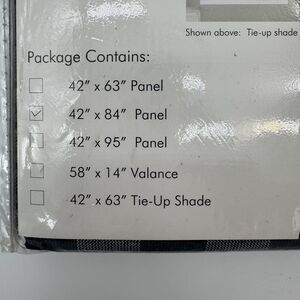 Shown above: Tie-up shade
Package Contains:
42" x 63" Panel
42" x 84" Panel
42" x 95" Panel
58" x 14" Valance
42" x 63" Tie-Up Shade